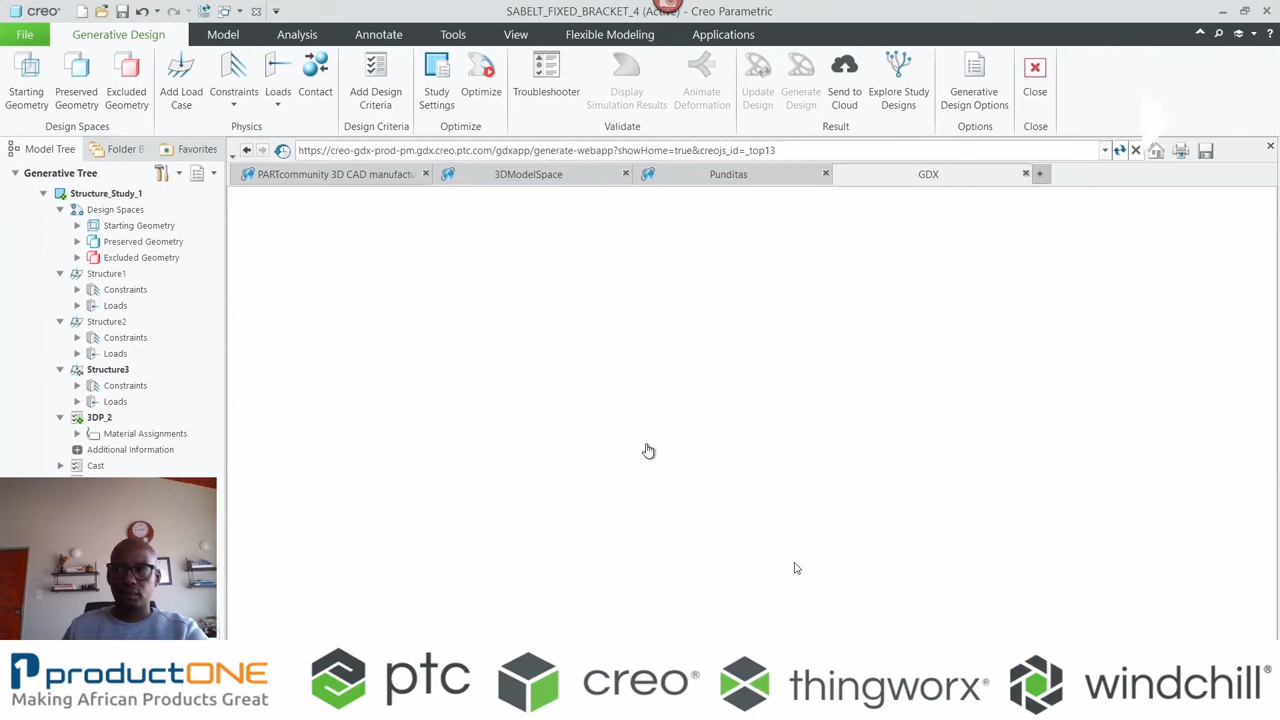 creo®
SABELT_FIXED_BRACKET_4 (Active) - Creo Parametric
File
Generative Design
Model
Analysis
Annotate
Tools
View
Flexible Modeling
Applications
Starting Geometry
Preserved Geometry
Excluded Geometry
Add Load Case
Constraints
Loads
Contact
Add Design Criteria
Study Settings
Optimize
Troubleshooter
Display Simulation Results
Animate Deformation
Update Design
Generate Design
Send to Cloud
Explore Study Designs
Generative Design Options
Close
Design Spaces
Physics
Design Criteria
Optimize
Validate
Result
Options
Close
Model Tree
Folder B
Favorites
https://creo-gdx-prod-pm.gdx.creo.ptc.com/gdxapp/generate-webapp?showHome=true&creojs_id=_top13
Generative Tree
PARTcommunity 3D CAD manufactu
3DModelSpace
Punditas
GDX
Structure_Study_1
Design Spaces
Starting Geometry
Preserved Geometry
Excluded Geometry
Structure1
Constraints
Loads
Structure2
Constraints
Loads
Structure3
Constraints
Loads
3DP_2
Material Assignments
Additional Information
Cast
productONE
Making African Products Great
ptc
creo®
thingworx®
windchill®